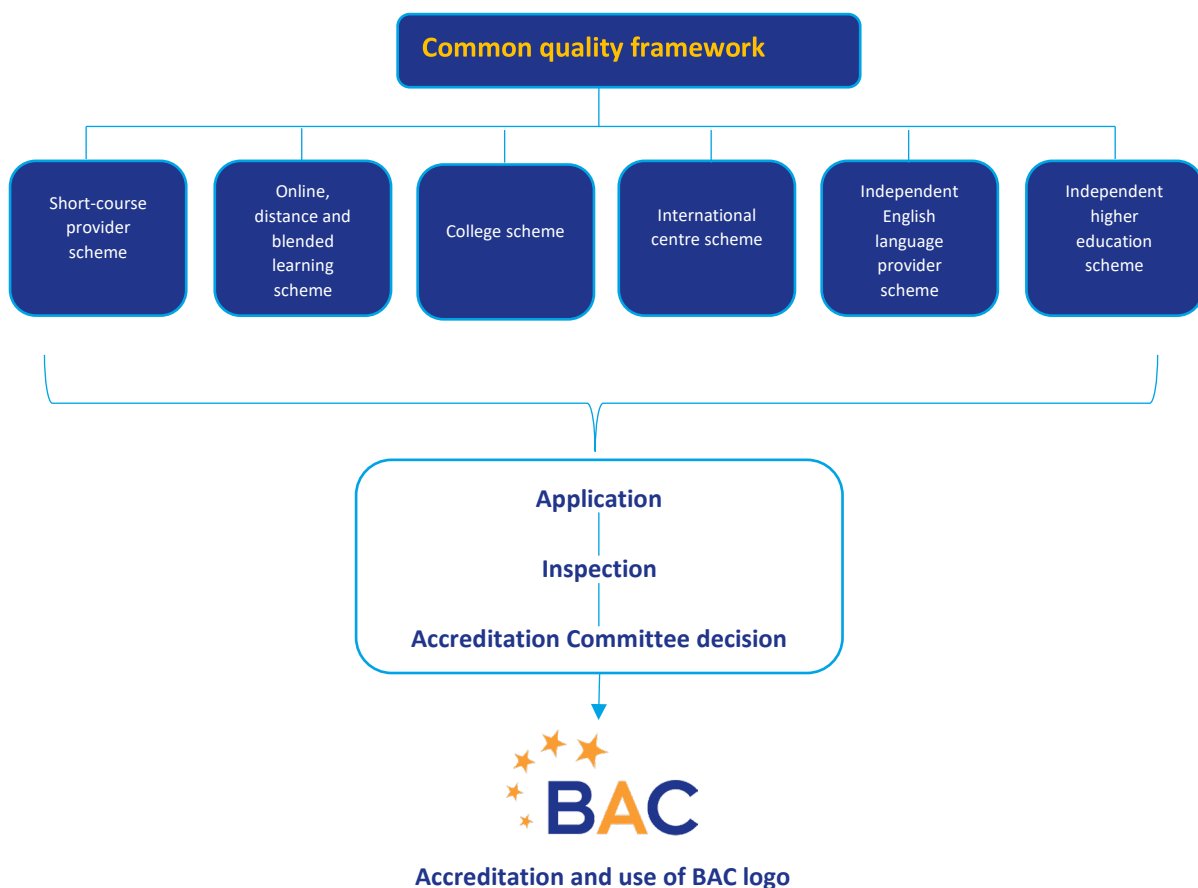 Common quality framework
Short-course
provider
scheme
Online,
distance and
blended
learning
scheme
College scheme
International
centre scheme
Independent
English
language
provider
scheme
Independent
higher
education
scheme
Application
Inspection
Accreditation Committee decision
BAC
Accreditation and use of BAC logo